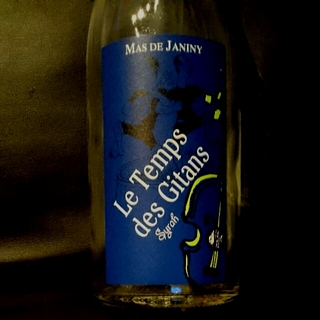 MAS DE JANINY
Le Temps
des Gitans
Syrah